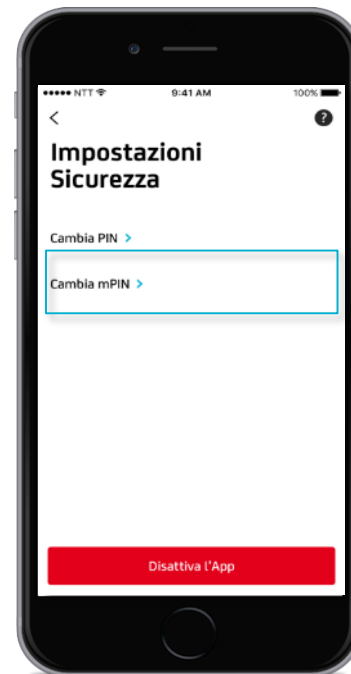 NTT 9:41 AM 100%
?
Impostazioni
Sicurezza
Cambia PIN >
Cambia mPIN >
Disattiva l'App